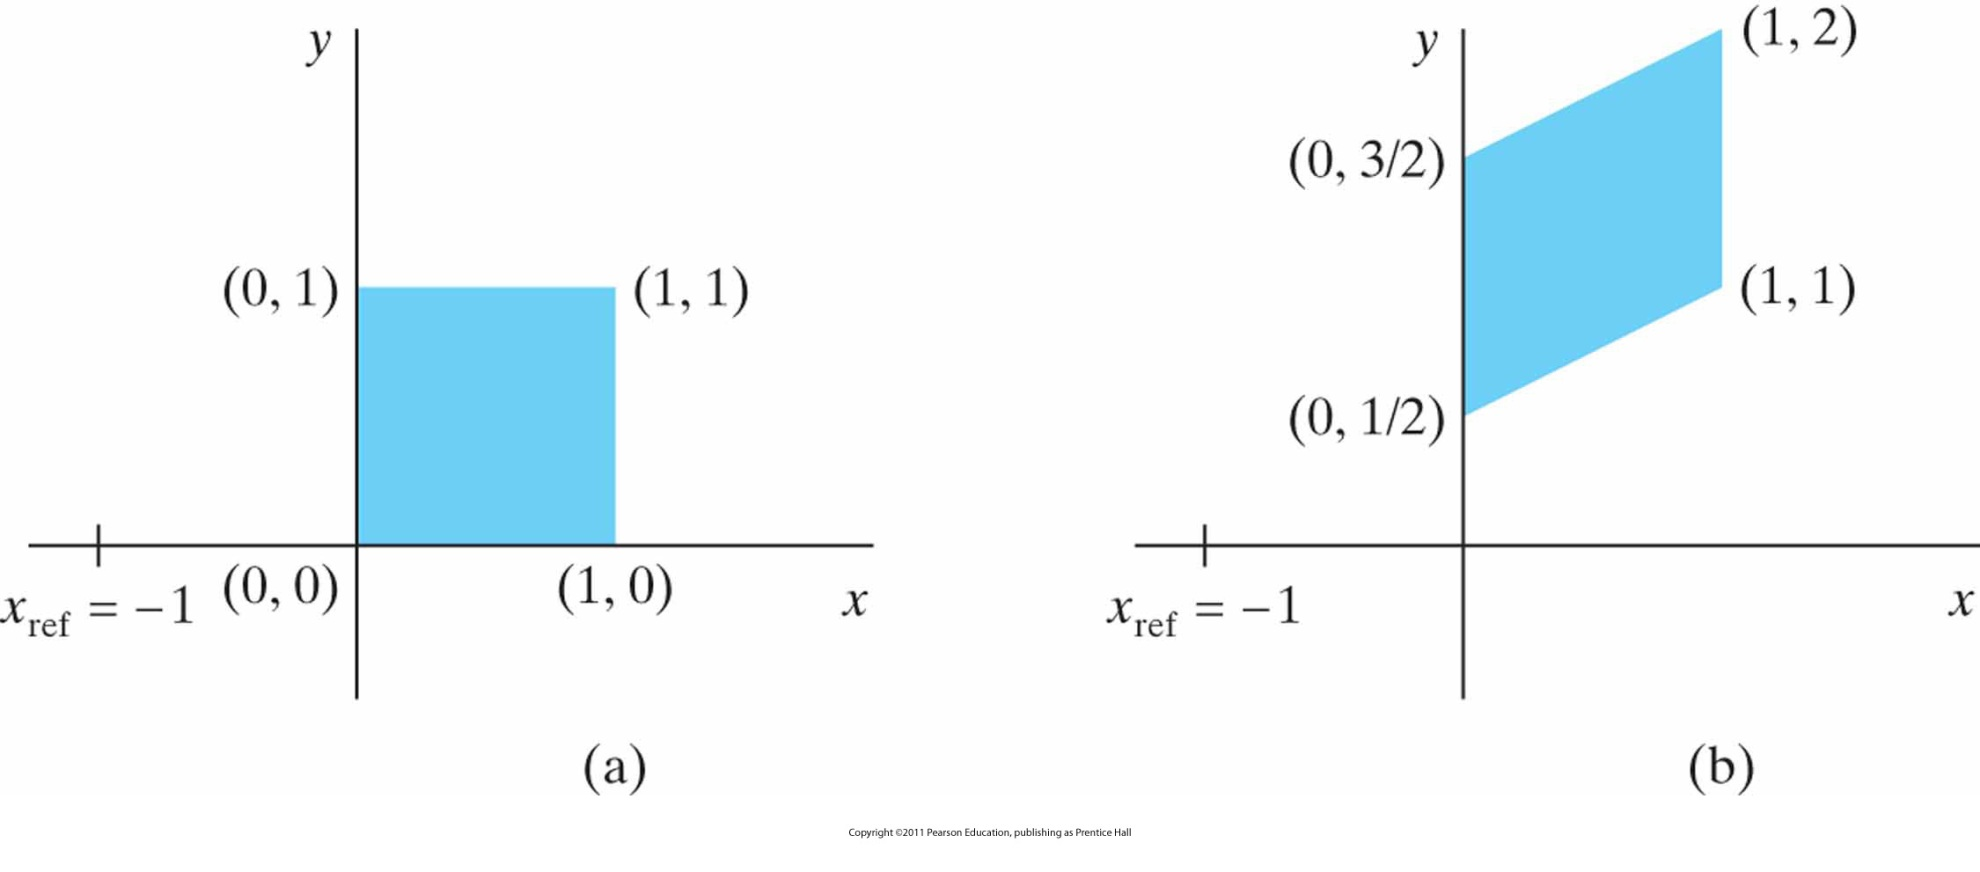 y
(0, 1)
(1, 1)
(0, 0)
(1, 0)
x_ref = −1
x
(a)
y
(1, 2)
(0, 3/2)
(1, 1)
(0, 1/2)
x_ref = −1
x
(b)
Copyright ©2011 Pearson Education, publishing as Prentice Hall